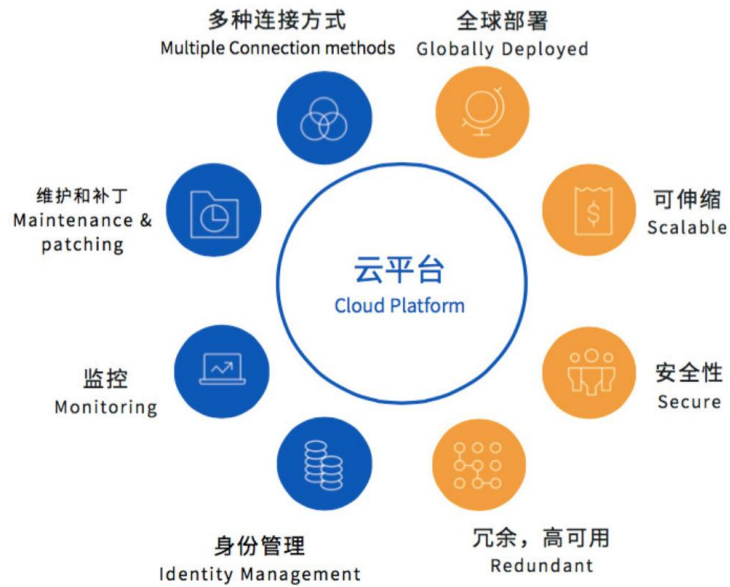 多种连接方式
Multiple Connection methods
全球部署
Globally Deployed
维护和补丁
Maintenance &
patching
可伸缩
Scalable
云平台
Cloud Platform
监控
Monitoring
安全性
Secure
身份管理
Identity Management
冗余，高可用
Redundant
$